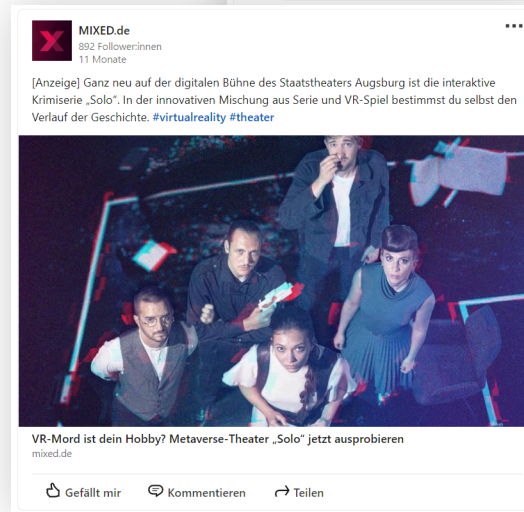 MIXED.de
892 Follower:innen
11 Monate
[Anzeige] Ganz neu auf der digitalen Bühne des Staatstheaters Augsburg ist die interaktive
Krimiserie „Solo“. In der innovativen Mischung aus Serie und VR-Spiel bestimmst du selbst den
Verlauf der Geschichte. #virtualreality #theater
VR-Mord ist dein Hobby? Metaverse-Theater „Solo“ jetzt ausprobieren
mixed.de
Gefällt mir
Kommentieren
Teilen